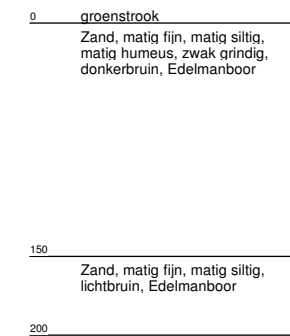 0 groenstrook
Zand, matig fijn, matig siltig,
matig humeus, zwak grindig,
donkerbruin, Edelmanboor
150
Zand, matig fijn, matig siltig,
lichtbruin, Edelmanboor
200